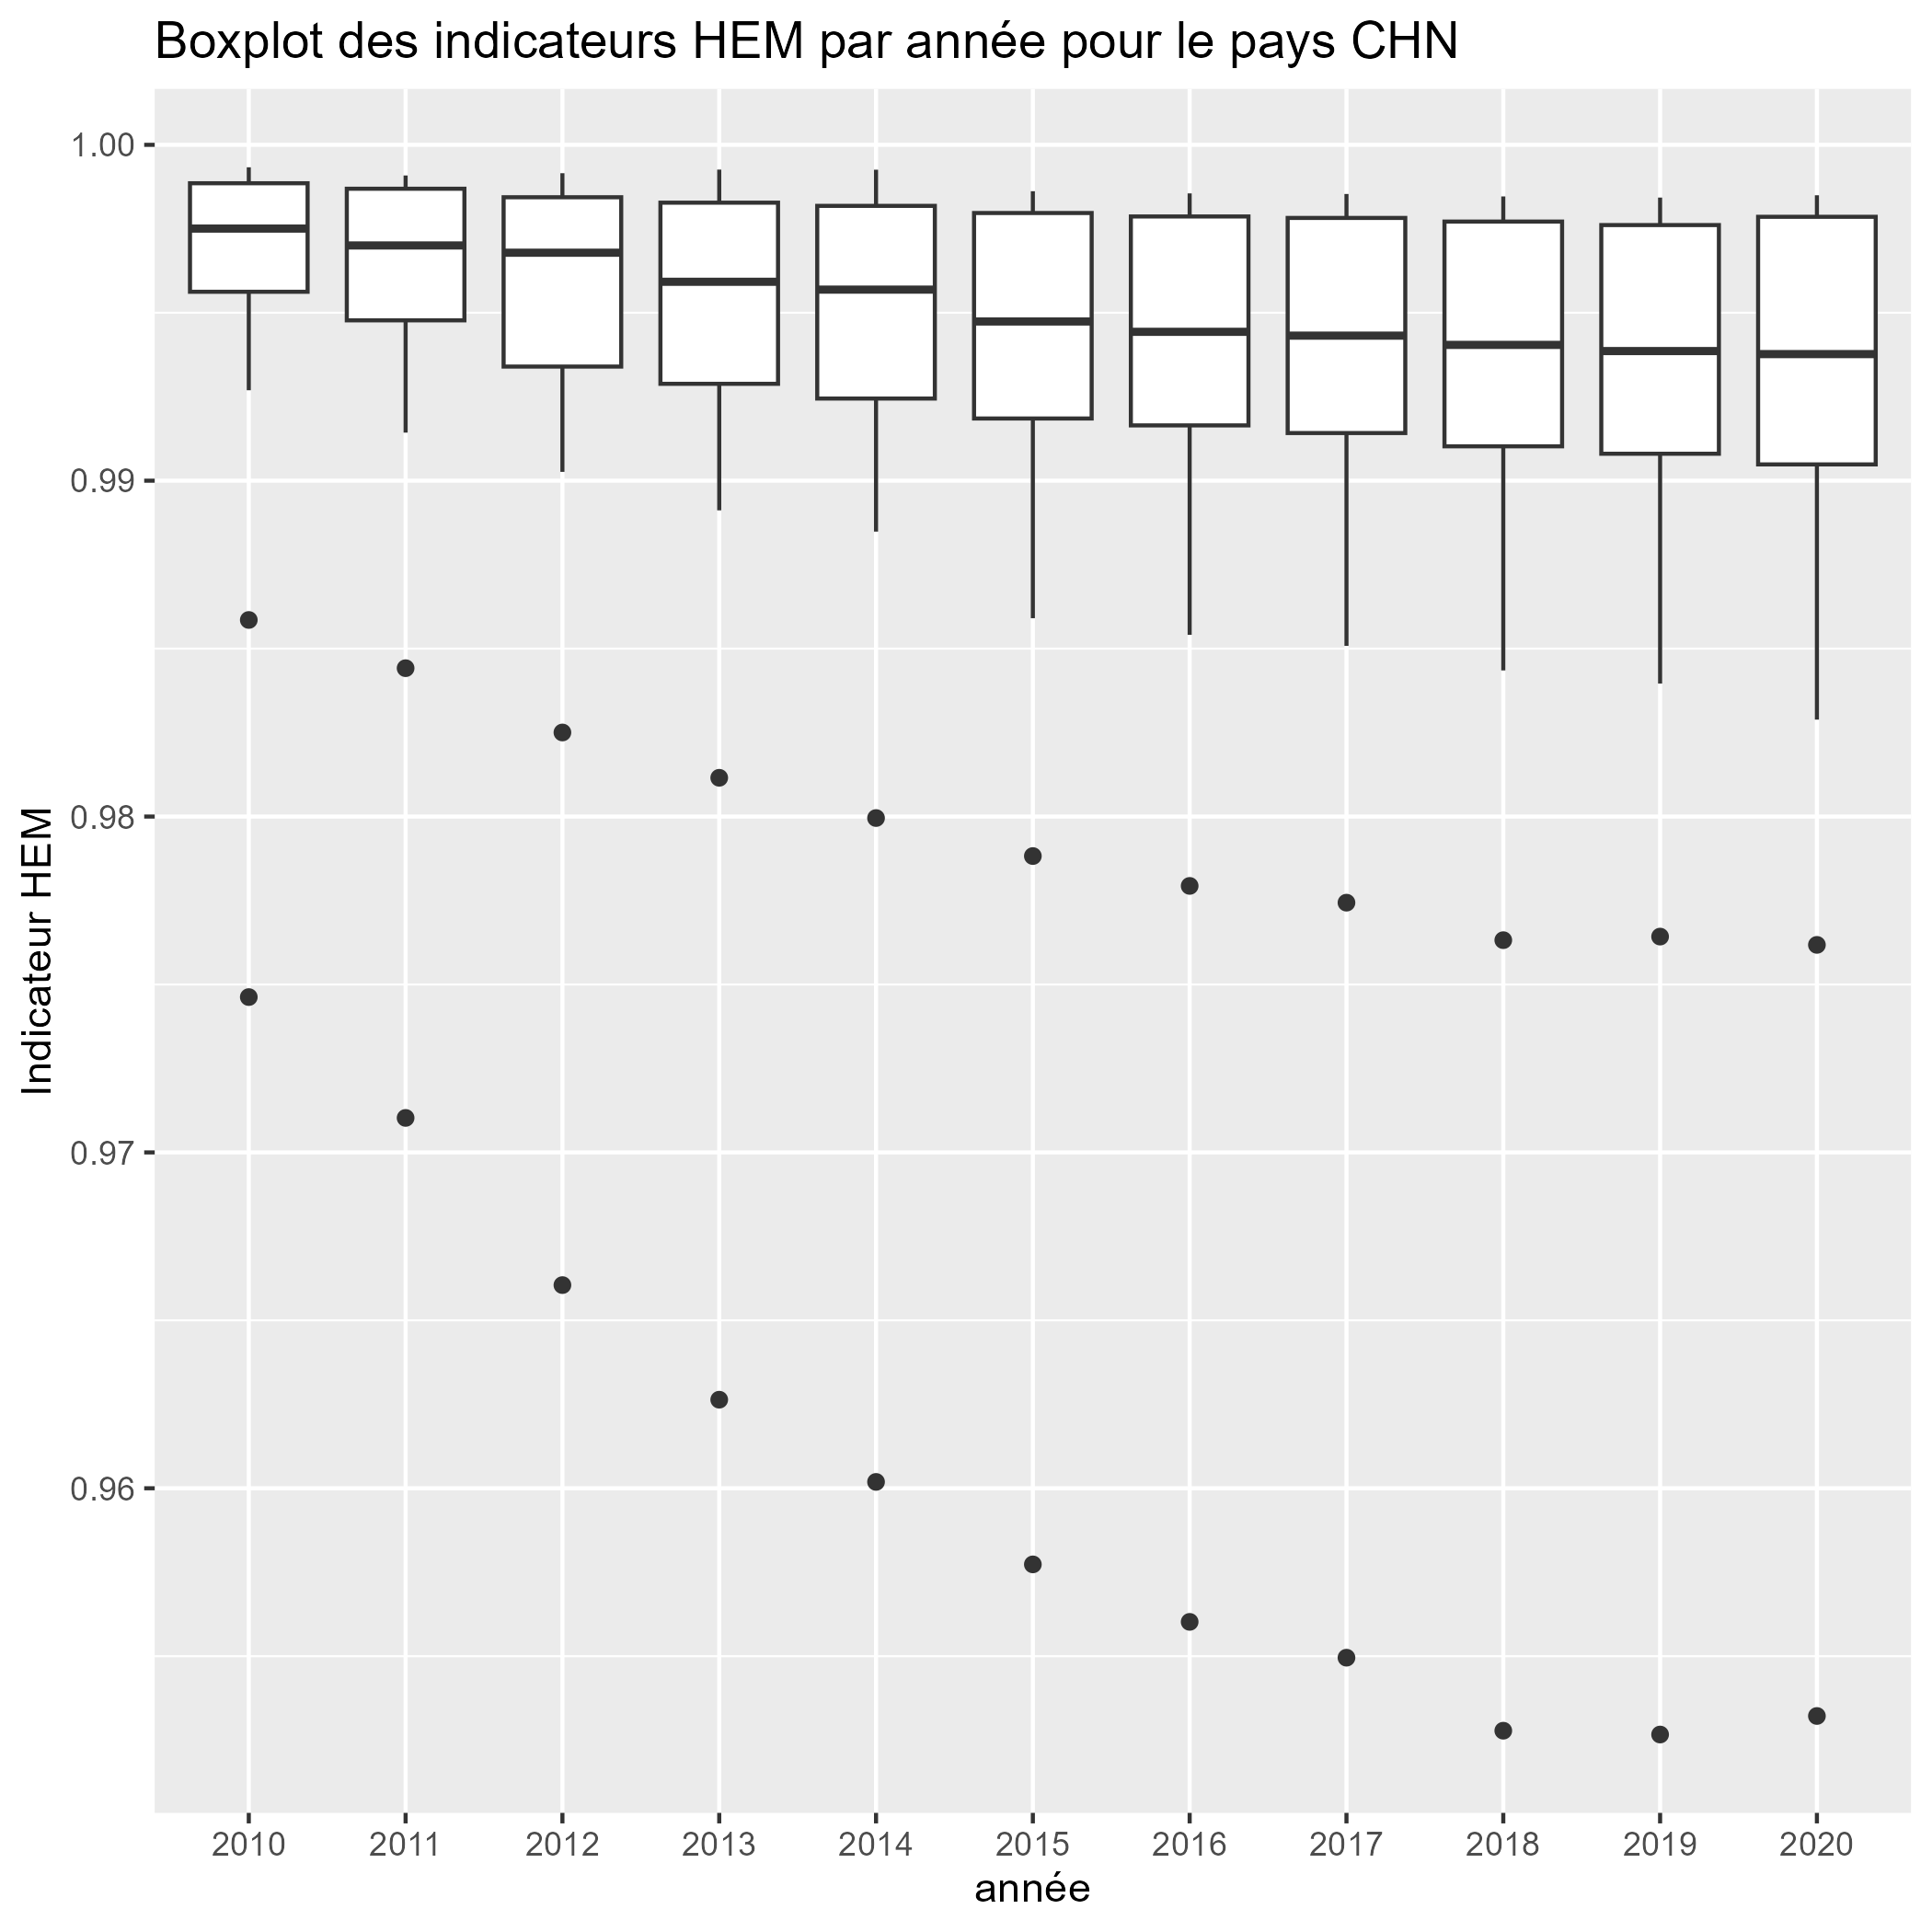 Boxplot des indicateurs HEM par année pour le pays CHN
Indicateur HEM
1.00
0.99
0.98
0.97
0.96
2010 2011 2012 2013 2014 2015 2016 2017 2018 2019 2020
année